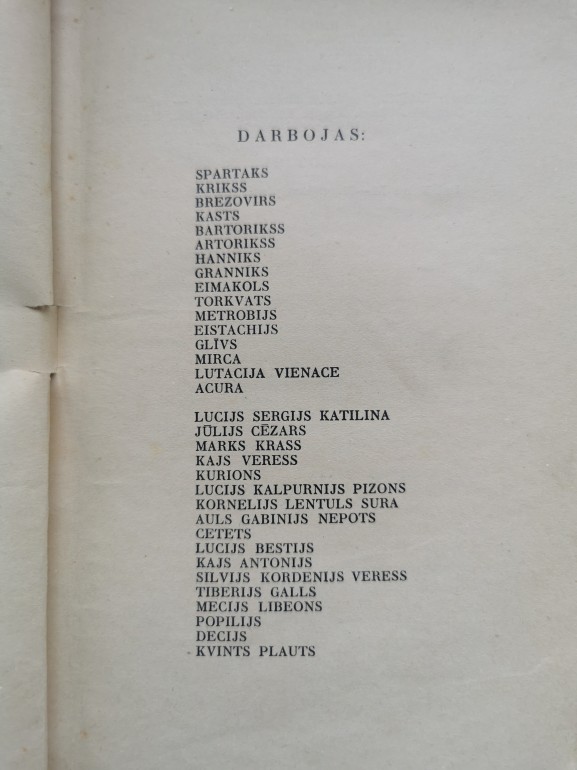 DARBOJAS:
SPARTAKS
KRIKSS
BREZOVIRS
KASTS
BARTORIKSS
ARTORIKSS
HANNIKS
GRANNIKS
EIMAKOLS
TORKVATS
METROBIJS
EISTACHIJS
GLĪVS
MIRCA
LUTACIJA VIENACE
ACURA
LUCIJS SERGIJS KATILINA
JŪLIJS CĒZARS
MARKS KRASS
KAJS VERESS
KURIONS
LUCIJS KALPURNIJS PIZONS
KORNELIJS LENTULS SURA
AULS GABINIJS NEPOTS
CETETS
LUCIJS BESTIJS
KAJS ANTONIJS
SILVIJS KORDENIJS VERESS
TIBERIJS GALLS
MECIJS LIBEONS
POPILIJS
DECIJS
KVINTS PLAUTS